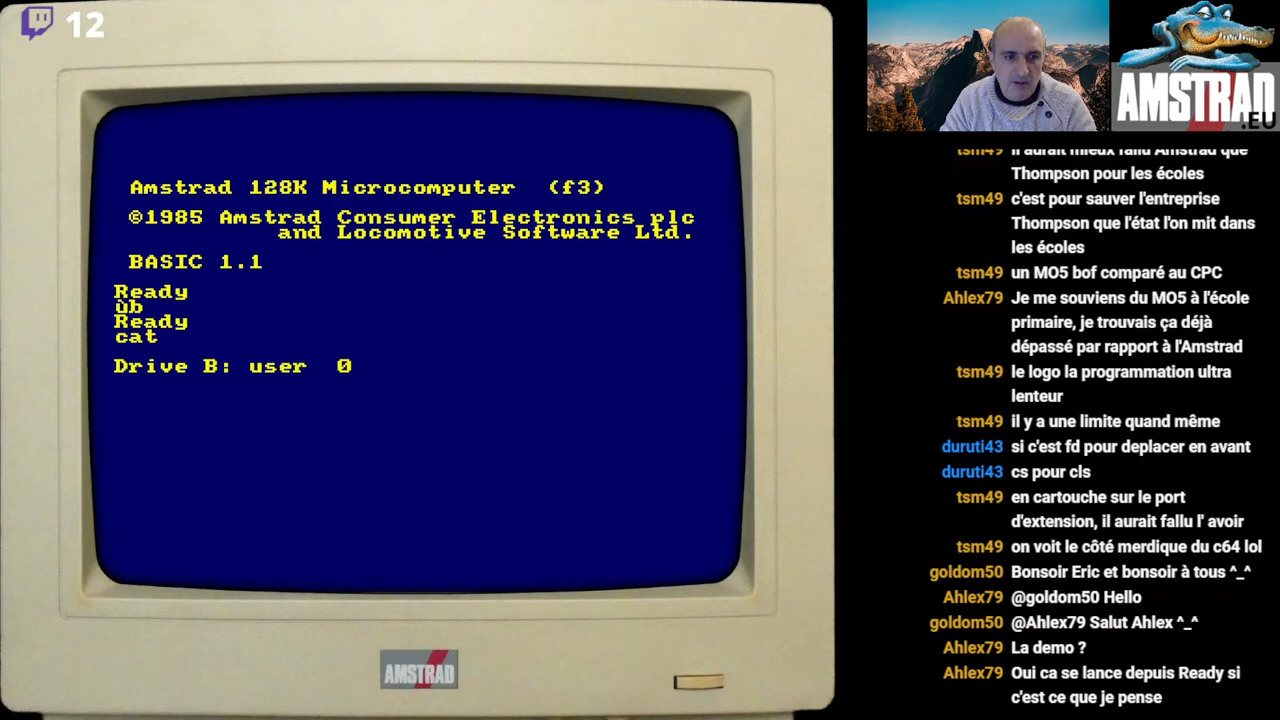 12
Amstrad 128K Microcomputer (f3)
©1985 Amstrad Consumer Electronics plc
and Locomotive Software Ltd.
BASIC 1.1
Ready
ùb
Ready
cat
Drive B: user 0
AMSTRAD
AMSTRAD
.EU
tsm49 il aurait mieux fallu Amstrad que
Thompson pour les écoles
tsm49 c'est pour sauver l'entreprise
Thompson que l'état l'on mit dans
les écoles
tsm49 un MO5 bof comparé au CPC
Ahlex79 Je me souviens du MO5 à l'école
primaire, je trouvais ça déjà
dépassé par rapport à l'Amstrad
tsm49 le logo la programmation ultra
lenteur
tsm49 il y a une limite quand même
duruti43 si c'est fd pour deplacer en avant
duruti43 cs pour cls
tsm49 en cartouche sur le port
d'extension, il aurait fallu l' avoir
tsm49 on voit le côté merdique du c64 lol
goldom50 Bonsoir Eric et bonsoir à tous ^_^
Ahlex79 @goldom50 Hello
goldom50 @Ahlex79 Salut Ahlex ^_^
Ahlex79 La demo ?
Ahlex79 Oui ca se lance depuis Ready si
c'est ce que je pense